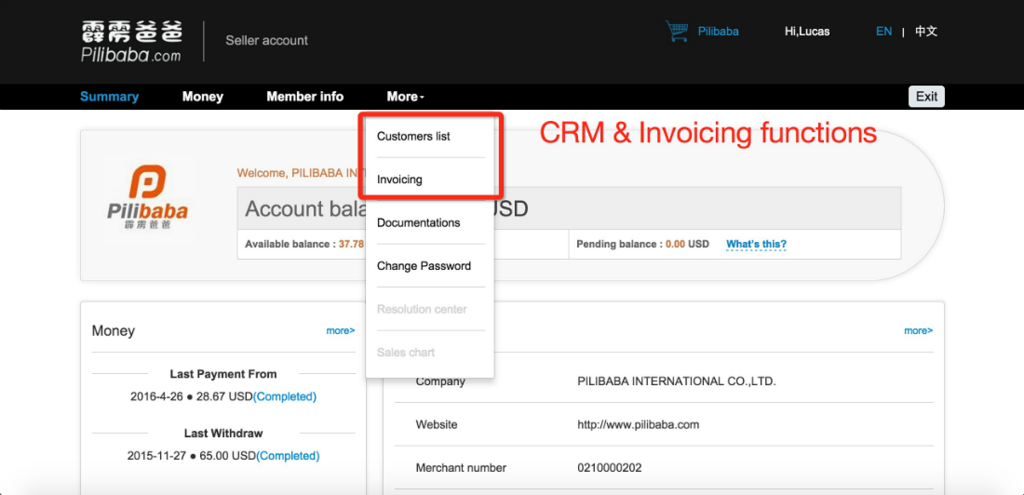 霹雳爸爸
Pilibaba.com
Seller account
Pilibaba
Hi,Lucas
EN | 中文
Summary Money Member info More Exit
CRM & Invoicing functions
Customers list
Invoicing
Documentations
Change Password
Resolution center
Sales chart
Pilibaba
霹雳爸爸
Welcome, PILIBABA IN
Account bala USD
Available balance : 37.78
Pending balance : 0.00 USD What's this?
Money more>
Last Payment From
2016-4-26 ● 28.67 USD(Completed)
Last Withdraw
2015-11-27 ● 65.00 USD(Completed)
more>
Company PILIBABA INTERNATIONAL CO.,LTD.
Website http://www.pilibaba.com
Merchant number 0210000202